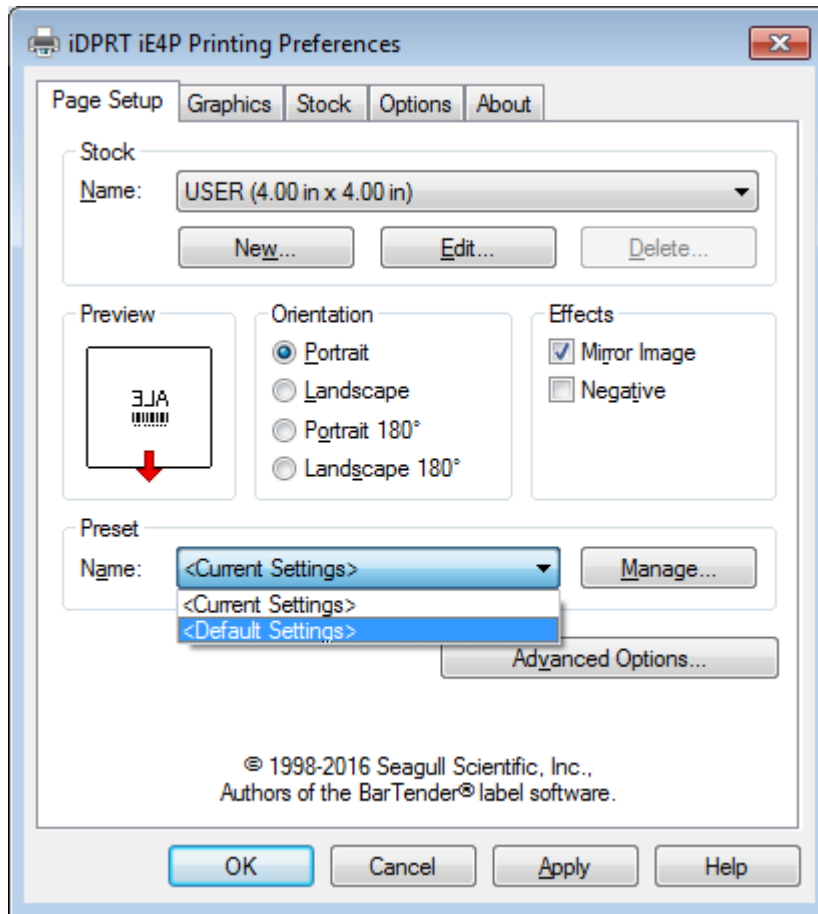 iDPRT iE4P Printing Preferences
Page Setup Graphics Stock Options About
Stock
Name: USER (4.00 in x 4.00 in)
New... Edit... Delete...
Preview Orientation Effects
ALE
Portrait
Landscape
Portrait 180°
Landscape 180°
Mirror Image
Negative
Preset
Name: <Current Settings> Manage...
<Current Settings>
<Default Settings>
Advanced Options...
© 1998-2016 Seagull Scientific, Inc.,
Authors of the BarTender® label software.
OK Cancel Apply Help